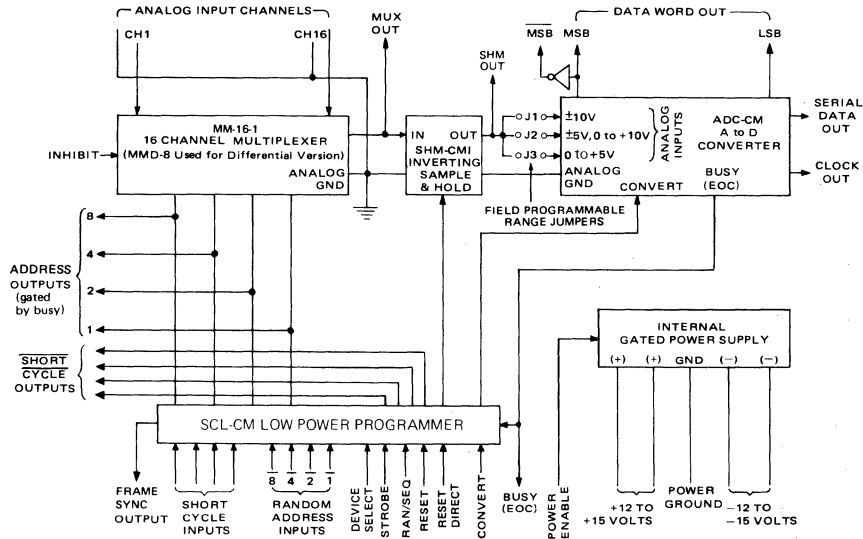 ANALOG INPUT CHANNELS
CH1
CH16
MUX
OUT
SHM
OUT
DATA WORD OUT
MSB
MSB
LSB
MM-16-1
16 CHANNEL MULTIPLEXER
(MMD-8 Used for Differential Version)
INHIBIT
ANALOG
GND
IN OUT
SHM-CMI
INVERTING
SAMPLE
& HOLD
J1
J2
J3
±10V
±5V, 0 to +10V
0 to +5V
ANALOG
INPUTS
ANALOG
GND
CONVERT
ADC-CM
A to D
CONVERTER
BUSY
(EOC)
SERIAL
DATA
OUT
CLOCK
OUT
FIELD PROGRAMMABLE
RANGE JUMPERS
ADDRESS
OUTPUTS
(gated
by busy)
8
4
2
1
SHORT
CYCLE
OUTPUTS
SCL-CM LOW POWER PROGRAMMER
INTERNAL
GATED POWER SUPPLY
(+) (+) GND (−) (−)
FRAME
SYNC
OUTPUT
SHORT
CYCLE
INPUTS
8 4 2 1
RANDOM
ADDRESS
INPUTS
DEVICE
SELECT
STROBE
RAN/SEQ
RESET
RESET
DIRECT
CONVERT
BUSY
(EOC)
POWER
ENABLE
+12 TO
+15 VOLTS
POWER
GROUND
−12 TO
−15 VOLTS